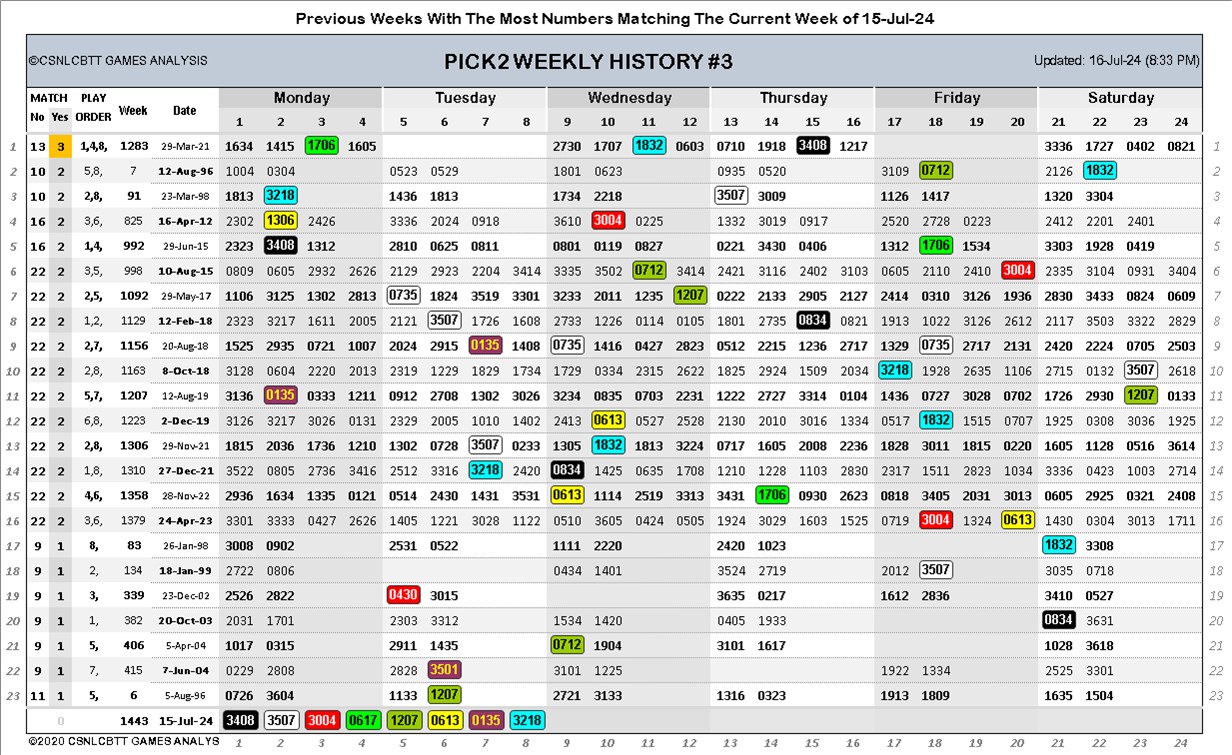 Previous Weeks With The Most Numbers Matching The Current Week of 15-Jul-24
©CSNLCBTT GAMES ANALYSIS PICK2 WEEKLY HISTORY #3 Updated: 16-Jul-24 (8:33 PM)
MATCH PLAY Week Date Monday Tuesday Wednesday Thursday Friday Saturday
No Yes ORDER 1 2 3 4 5 6 7 8 9 10 11 12 13 14 15 16 17 18 19 20 21 22 23 24
1 13 3 1,4,8, 1283 29-Mar-21 1634 1415 1706 1605 2730 1707 1832 0603 0710 1918 3408 1217 3336 1727 0402 0821 1
2 10 2 5,8, 7 12-Aug-96 1004 0304 0523 0529 1801 0623 0935 0520 3109 0712 2126 1832 2
3 10 2 2,8, 91 23-Mar-98 1813 3218 1436 1813 1734 2218 3507 3009 1126 1417 1320 3304 3
4 16 2 3,6, 825 16-Apr-12 2302 1306 2426 3336 2024 0918 3610 3004 0225 1332 3019 0917 2520 2728 0223 2412 2201 2401 4
5 16 2 1,4, 992 29-Jun-15 2323 3408 1312 2810 0625 0811 0801 0119 0827 0221 3430 0406 1312 1706 1534 3303 1928 0419 5
6 22 2 3,5, 998 10-Aug-15 0809 0605 2932 2626 2129 2923 2204 3414 3335 3502 0712 3414 2421 3116 2402 3103 0605 2110 2410 3004 2335 3104 0931 3404 6
7 22 2 2,5, 1092 29-May-17 1106 3125 1302 2813 0735 1824 3519 3301 3233 2011 1235 1207 0222 2133 2905 2127 2414 0310 3126 1936 2830 3433 0824 0609 7
8 22 2 1,2, 1129 12-Feb-18 2323 3217 1611 2005 2121 3507 1726 1608 2733 1226 0114 0105 1801 2735 0834 0821 1913 1022 3126 2612 2117 3503 3322 2829 8
9 22 2 2,7, 1156 20-Aug-18 1525 2935 0721 1007 2024 2915 0135 1408 0735 1416 0427 2823 0512 2215 1236 2717 1329 0735 2717 2131 2420 2224 0705 2503 9
10 22 2 2,8, 1163 8-Oct-18 3128 0604 2220 2013 2319 1229 1829 1734 1729 0334 2315 2622 1835 2924 1509 2034 3218 1928 2635 1106 2715 0132 3507 2618 10
11 22 2 5,7, 1207 12-Aug-19 3136 0135 0333 1211 0912 2708 1302 3026 3234 0835 0703 2231 1222 2727 3314 0104 1436 0727 3028 0702 1726 2930 1207 0133 11
12 22 2 6,8, 1223 2-Dec-19 3126 3217 3026 0131 2329 2005 1010 1402 2413 0613 0527 2528 2130 2010 3016 1334 0517 1832 1515 0707 1925 0308 3036 1925 12
13 22 2 2,8, 1306 29-Nov-21 1815 2036 1736 1210 1302 0728 3507 0233 1305 1832 1813 3224 0717 1605 2008 2236 1828 3011 1815 0220 1605 1128 0516 3614 13
14 22 2 1,8, 1310 27-Dec-21 3522 0805 2736 3416 2512 3316 3218 2420 0834 1425 0635 1708 1210 1228 1103 2830 2317 1511 2823 1034 3336 0423 1003 2714 14
15 22 2 4,6, 1358 28-Nov-22 2936 1634 1335 0121 0514 2430 1431 3531 0613 1114 2519 3313 3431 1706 0930 1623 0818 3405 2031 3013 0605 2925 0321 2408 15
16 22 2 3,6, 1379 24-Apr-23 3301 3333 0427 2626 1405 1221 3028 1122 0510 3605 0424 0505 1924 3029 1603 1525 0719 3004 1324 0613 1430 0304 3013 1711 16
17 9 1 8, 83 26-Jan-98 3008 0902 2531 0522 1111 2220 2420 1023 1832 3308 17
18 9 1 2, 134 18-Jan-99 2722 0806 0434 1401 3524 2719 2012 3507 3035 0718 18
19 9 1 3, 339 23-Dec-02 2526 2822 0430 3015 3635 0217 1612 2836 3410 0527 19
20 9 1 1, 382 20-Oct-03 2031 1701 2303 3312 1534 1420 0405 1933 0834 3631 20
21 9 1 5, 406 5-Apr-04 1017 0315 2911 1435 0712 1904 3101 1617 1028 3618 21
22 9 1 7, 415 7-Jun-04 0229 2808 2828 3501 3101 1225 1922 1334 2525 3301 22
23 11 1 5, 6 5-Aug-96 0726 3604 1133 1207 2721 3133 1316 0323 1913 1809 1635 1504 23
0 1443 15-Jul-24 3408 3507 3004 0617 1207 0613 0135 3218
©2020 CSNLCBTT GAMES ANALYS 1 2 3 4 5 6 7 8 9 10 11 12 13 14 15 16 17 18 19 20 21 22 23 24